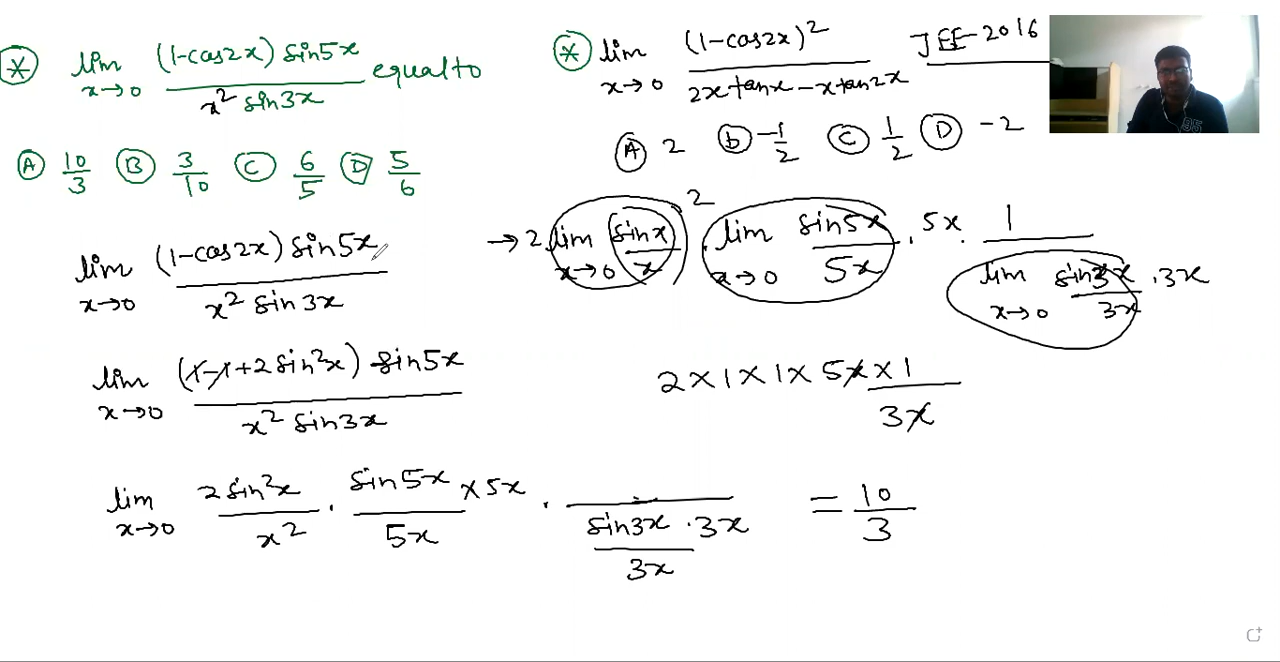 * lim x→0 (1-cos2x) sin5x / x² sin3x equal to
(A) 10/3 (B) 3/10 (C) 6/5 (D) 5/6
lim x→0 (1-cos2x) sin5x / x² sin3x
lim x→0 (1-1+2sin²x) sin5x / x² sin3x
lim x→0 2sin²x / x² · sin5x / 5x × 5x · / sin3x / 3x · 3x
* lim x→0 (1-cos2x)² / 2x tanx - x tan2x JEE-2016
(A) 2 (b) -1/2 (C) 1/2 (D) -2
→ 2. lim x→0 (sinx / x)² . lim x→0 sin5x / 5x . 5x . 1 / lim x→0 sin3x / 3x . 3x
2×1×1×5x×1 / 3x
= 10/3